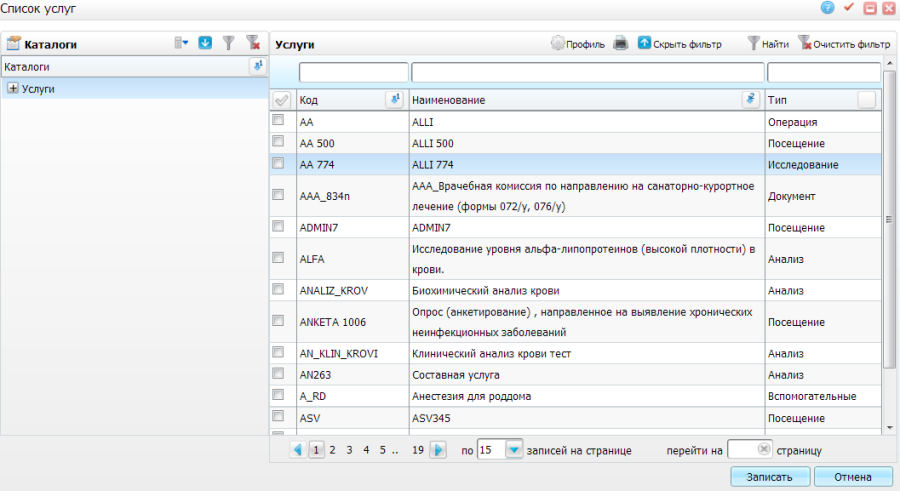 Список услуг
Каталоги
Услуги
Профиль
Скрыть фильтр
Найти
Очистить фильтр
Каталоги
Услуги
Код
Наименование
Тип
AA
ALLI
Операция
AA 500
ALLI 500
Посещение
AA 774
ALLI 774
Исследование
AAA_834n
AAA_Врачебная комиссия по направлению на санаторно-курортное
лечение (формы 072/у, 076/у)
Документ
ADMIN7
ADMIN7
Посещение
ALFA
Исследование уровня альфа-липопротеинов (высокой плотности) в
крови.
Анализ
ANALIZ_KROV
Биохимический анализ крови
Анализ
ANKETA 1006
Опрос (анкетирование) , направленное на выявление хронических
неинфекционных заболеваний
Посещение
AN_KLIN_KROVI
Клинический анализ крови тест
Анализ
AN263
Составная услуга
Анализ
A_RD
Анестезия для роддома
Вспомогательные
ASV
ASV345
Посещение
1 2 3 4 5 .. 19 по 15 записей на странице перейти на страницу
Записать
Отмена